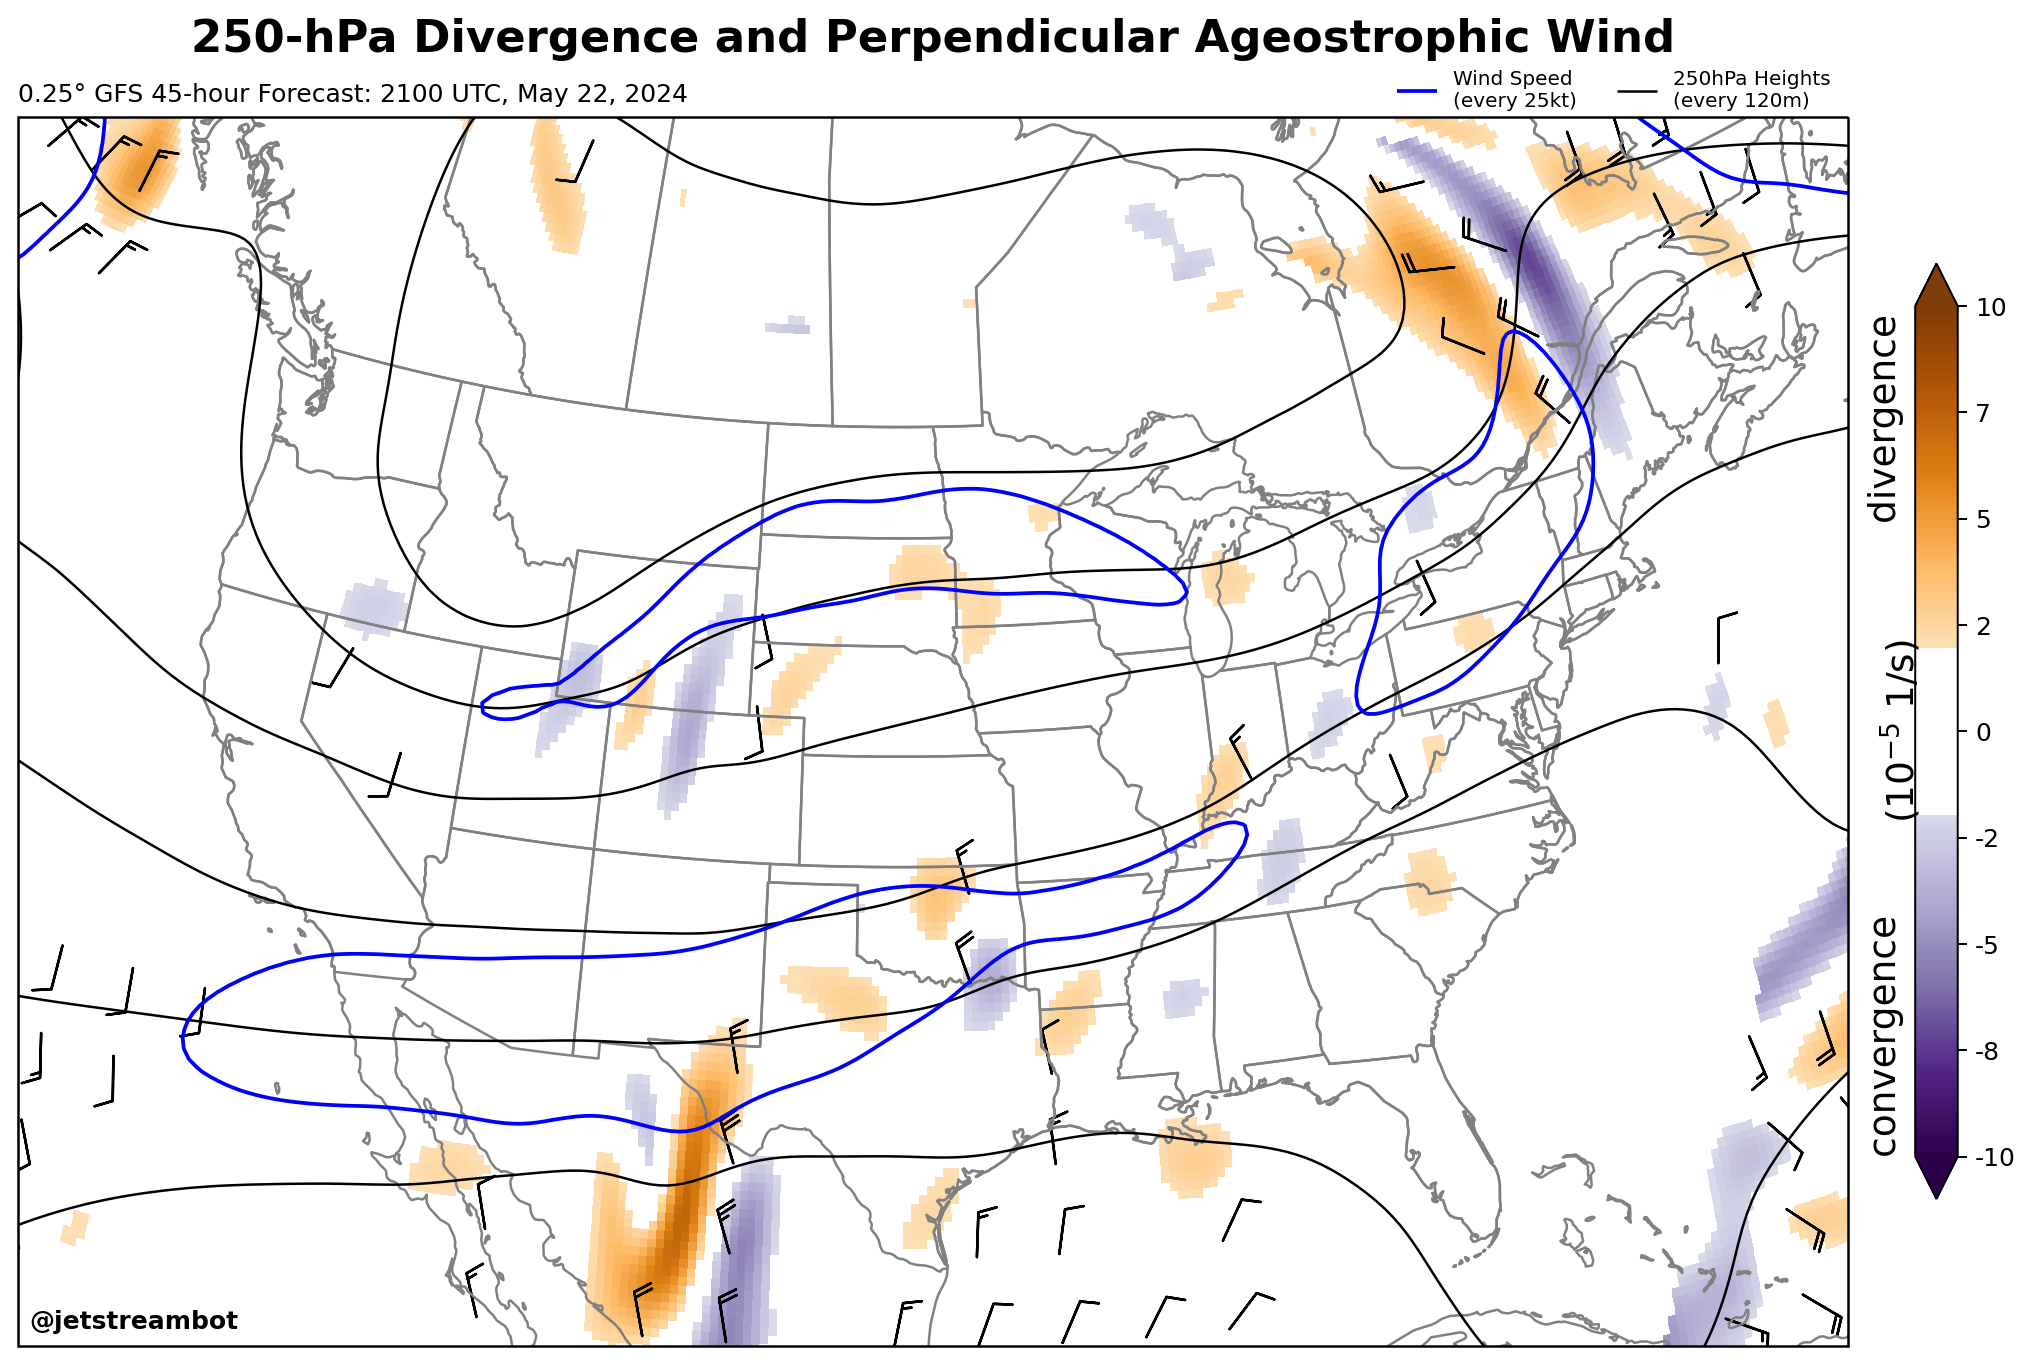 250-hPa Divergence and Perpendicular Ageostrophic Wind
0.25° GFS 45-hour Forecast: 2100 UTC, May 22, 2024
Wind Speed
(every 25kt)
250hPa Heights
(every 120m)
10
7
5
2
0
-2
-5
-8
-10
divergence
(10⁻⁵ 1/s)
convergence
@jetstreambot